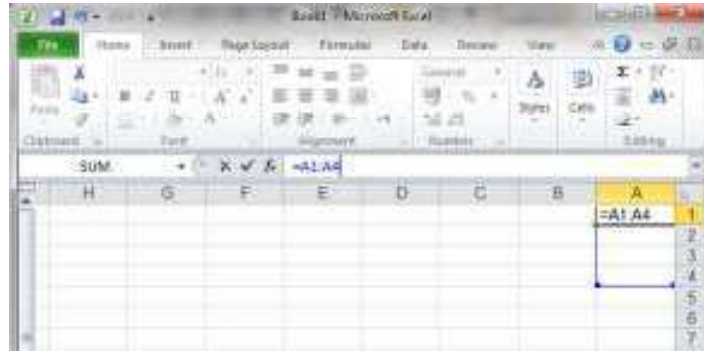 Book1 - Microsoft Excel
File Home Insert Page Layout Formulas Data Review View
Paste
General
Styles Cells
Clipboard Font Alignment Number Editing
SUM =A1:A4
H G F E D C B A
=A1:A4 1
2
3
4
5
6
7